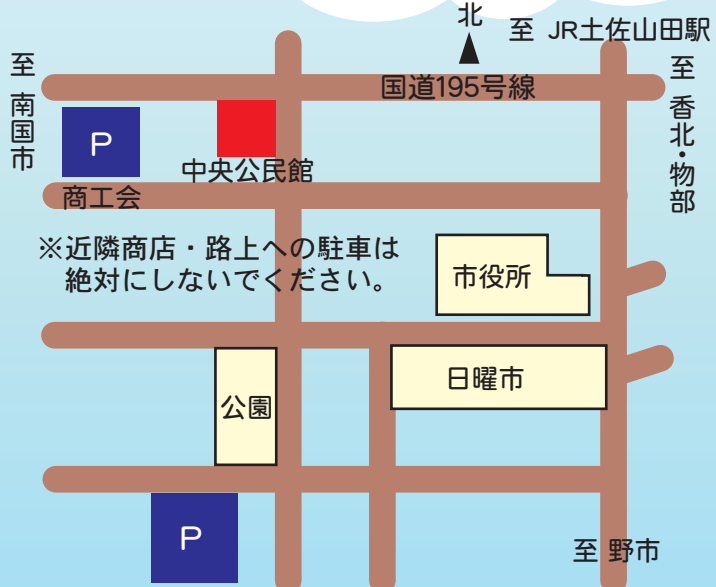 北
至 JR土佐山田駅
至 南国市
国道195号線
至 香北・物部
P
中央公民館
商工会
※近隣商店・路上への駐車は
絶対にしないでください。
市役所
日曜市
公園
P
至 野市